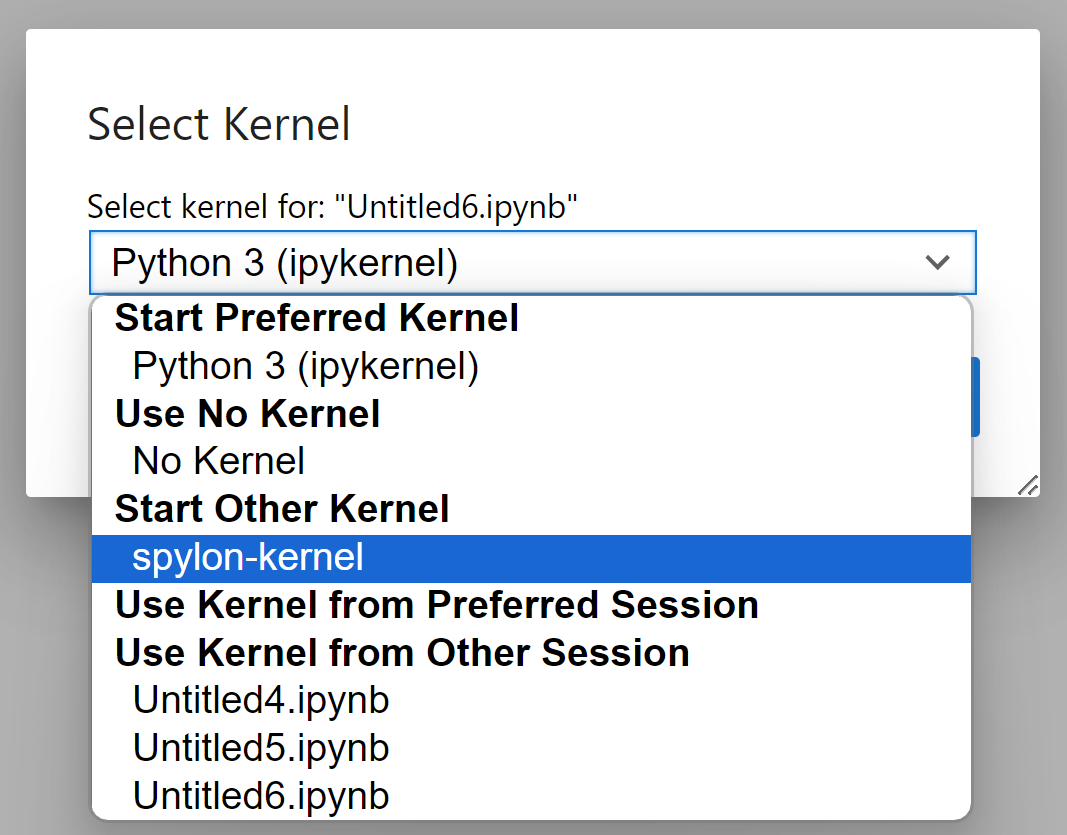 Select Kernel
Select kernel for: "Untitled6.ipynb"
Python 3 (ipykernel)
Start Preferred Kernel
Python 3 (ipykernel)
Use No Kernel
No Kernel
Start Other Kernel
spylon-kernel
Use Kernel from Preferred Session
Use Kernel from Other Session
Untitled4.ipynb
Untitled5.ipynb
Untitled6.ipynb